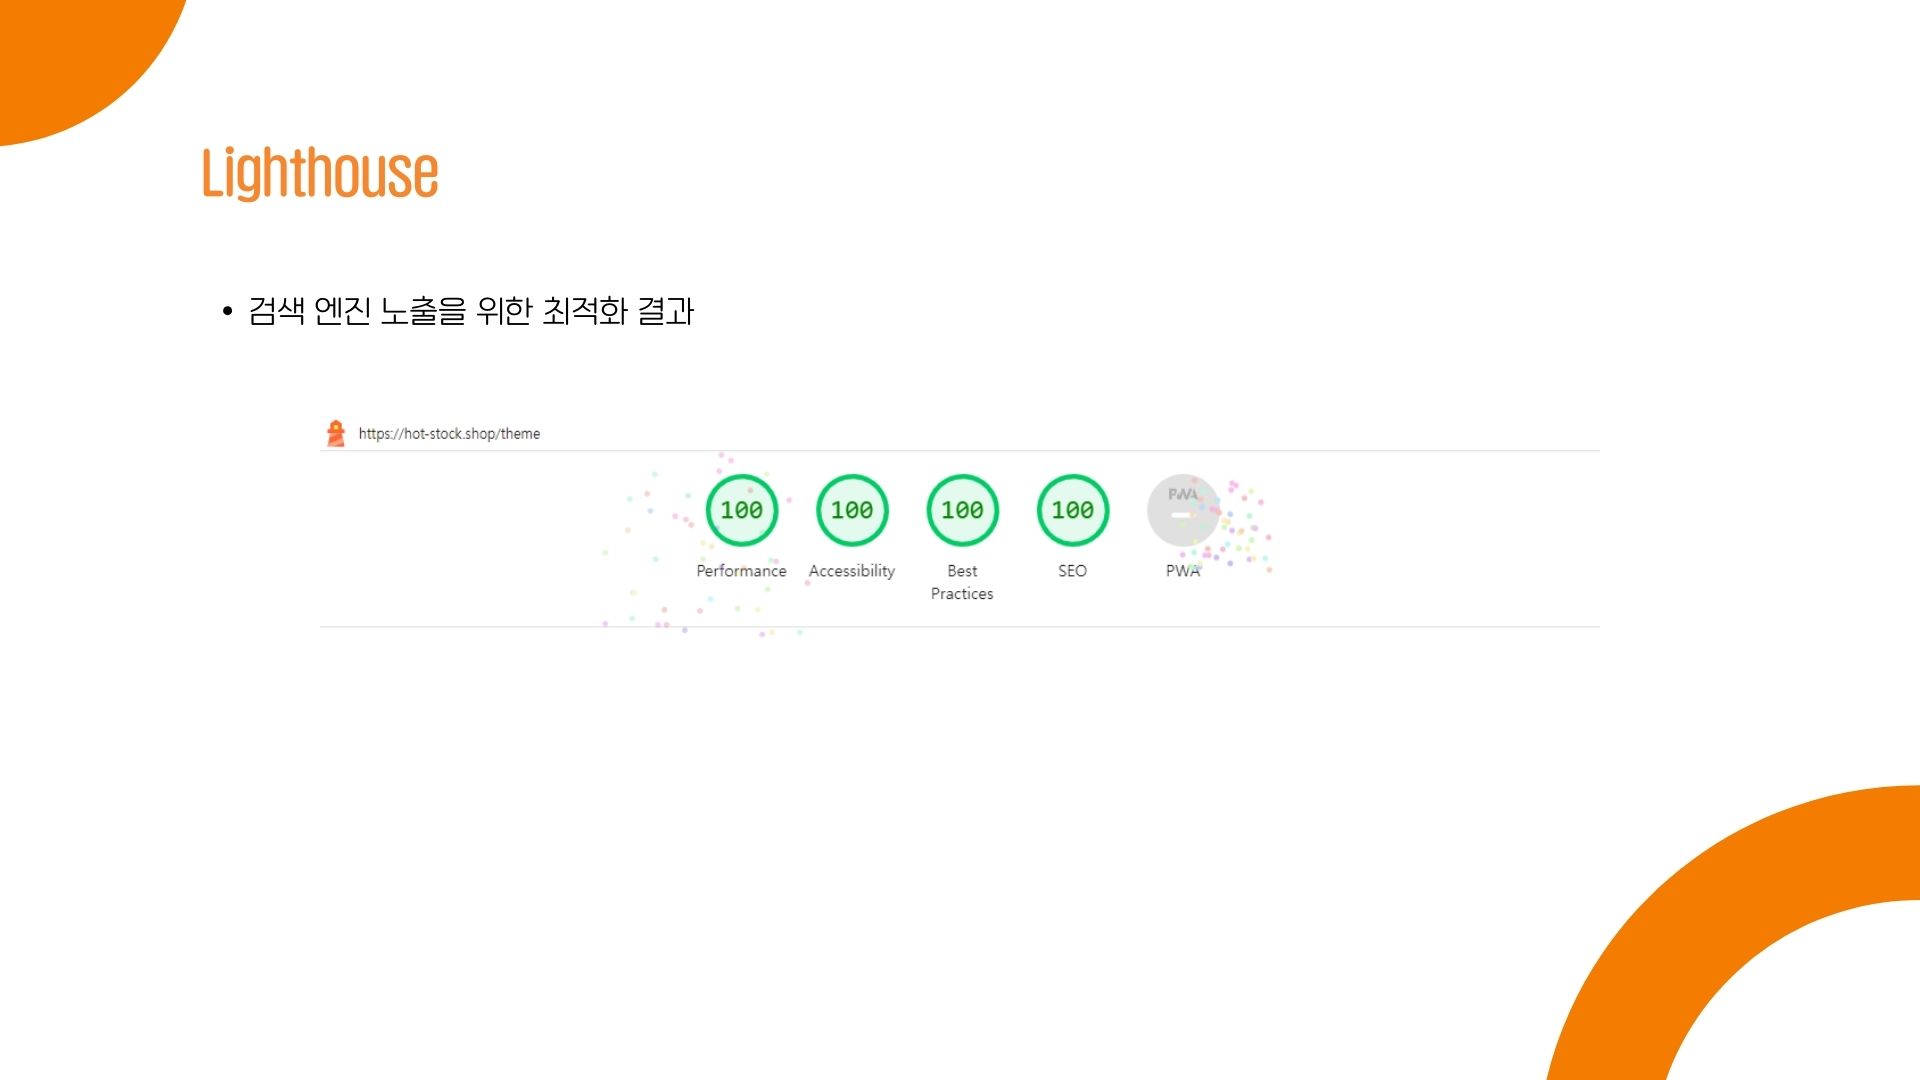 Lighthouse
• 검색 엔진 노출을 위한 최적화 결과
https://hot-stock.shop/theme
100 100 100 100 PWA
Performance Accessibility Best Practices SEO PWA